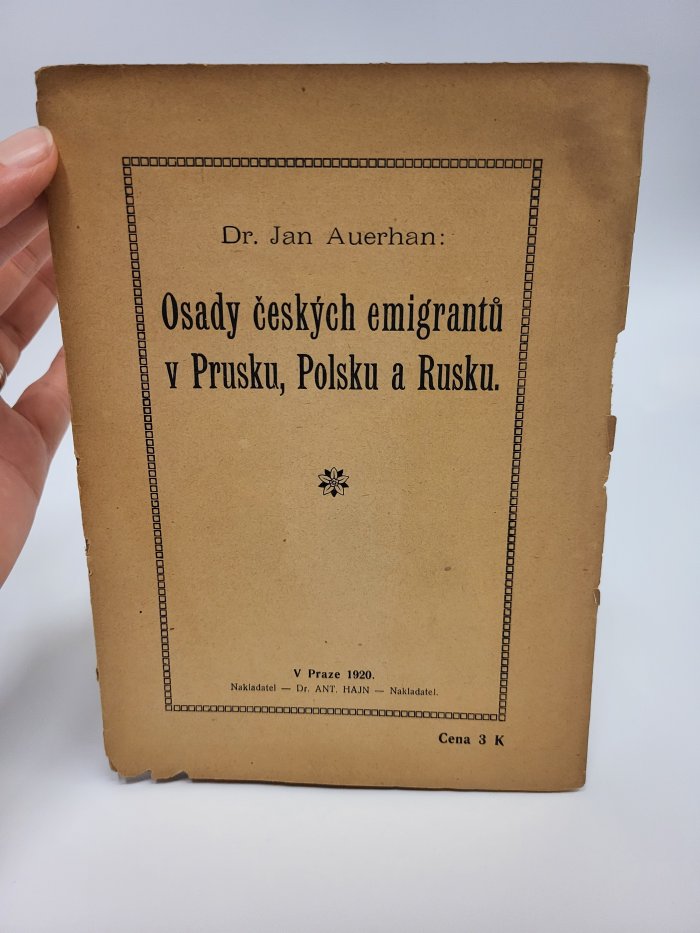 Dr. Jan Auerhan:
Osady českých emigrantů
v Prusku, Polsku a Rusku.
V Praze 1920.
Nakladatel — Dr. ANT. HAJN — Nakladatel.
Cena 3 K